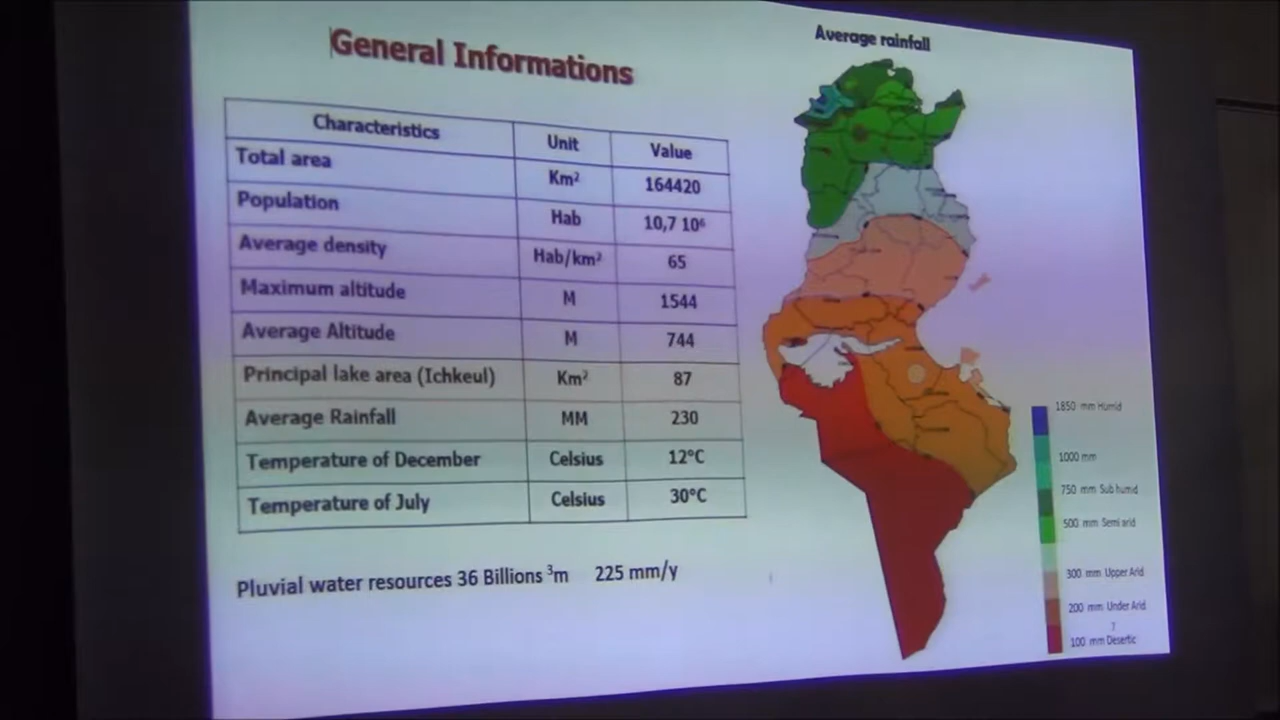 General Informations
Average rainfall
Characteristics Unit Value
Total area Km² 164420
Population Hab 10,7 10⁶
Average density Hab/km² 65
Maximum altitude M 1544
Average Altitude M 744
Principal lake area (Ichkeul) Km² 87
Average Rainfall MM 230
Temperature of December Celsius 12°C
Temperature of July Celsius 30°C
Pluvial water resources 36 Billions ³m 225 mm/y
1850 mm Humid
1000 mm
750 mm Sub humid
500 mm Semi arid
300 mm Upper Arid
200 mm Under Arid
100 mm Desertic